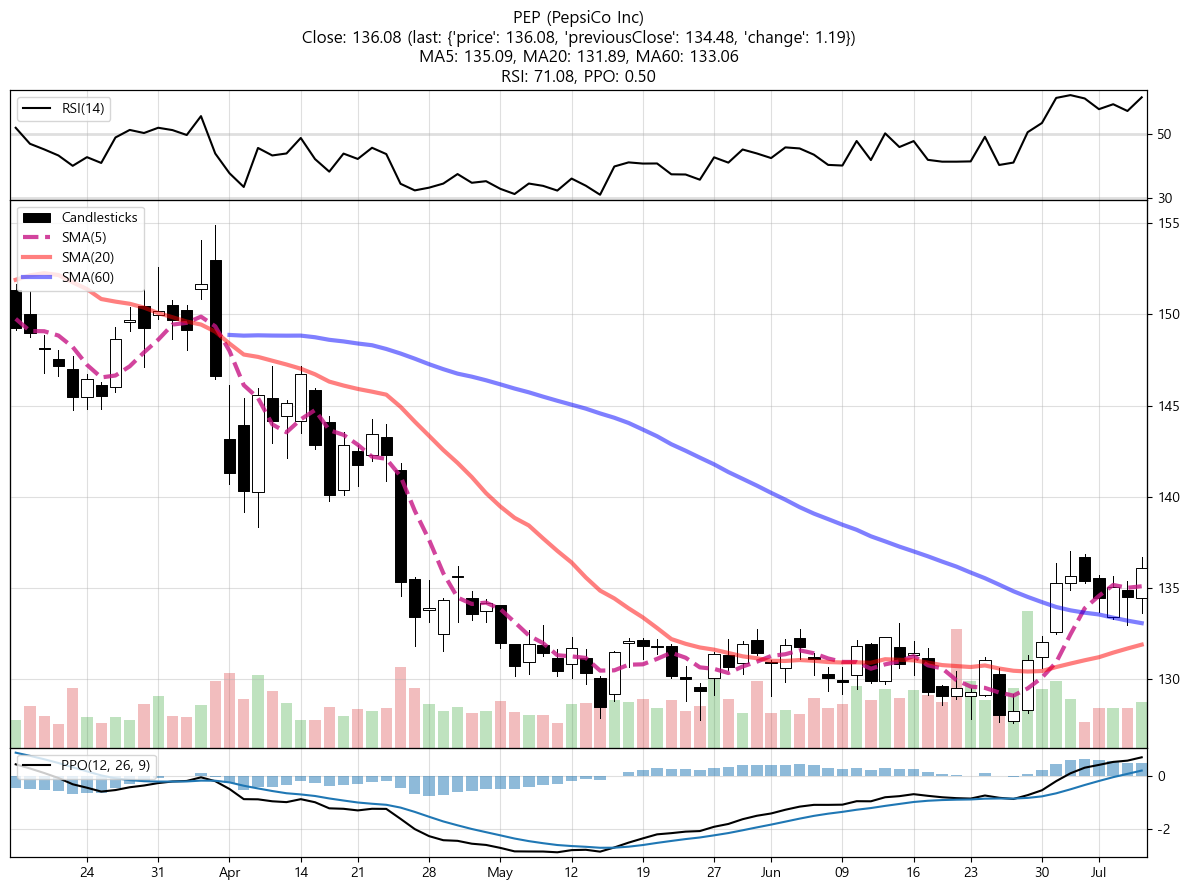 PEP (PepsiCo Inc)
Close: 136.08 (last: {'price': 136.08, 'previousClose': 134.48, 'change': 1.19})
MA5: 135.09, MA20: 131.89, MA60: 133.06
RSI: 71.08, PPO: 0.50
RSI(14)
50
30
Candlesticks
SMA(5)
SMA(20)
SMA(60)
155
150
145
140
135
130
PPO(12, 26, 9)
0
-2
24 31 Apr 14 21 28 May 12 19 27 Jun 09 16 23 30 Jul